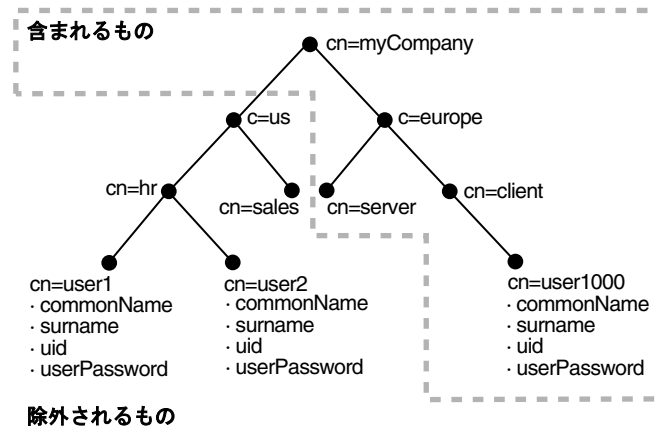 含まれるもの
cn=myCompany
c=us
c=europe
cn=hr
cn=sales
cn=server
cn=client
cn=user1
· commonName
· surname
· uid
· userPassword
cn=user2
· commonName
· surname
· uid
· userPassword
cn=user1000
· commonName
· surname
· uid
· userPassword
除外されるもの